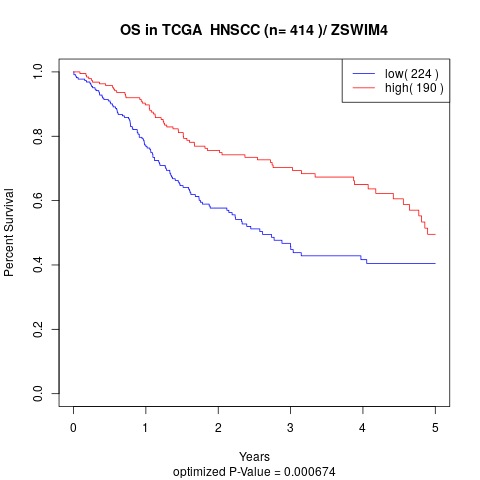 OS in TCGA HNSCC (n= 414 )/ ZSWIM4
low( 224 )
high( 190 )
Percent Survival
1.0
0.8
0.6
0.4
0.2
0.0
0 1 2 3 4 5
Years
optimized P-Value = 0.000674